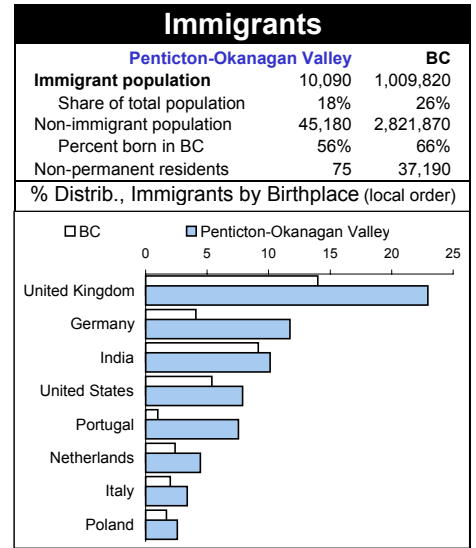 Immigrants
Penticton-Okanagan Valley BC
Immigrant population 10,090 1,009,820
Share of total population 18% 26%
Non-immigrant population 45,180 2,821,870
Percent born in BC 56% 66%
Non-permanent residents 75 37,190
% Distrib., Immigrants by Birthplace (local order)
BC Penticton-Okanagan Valley
0 5 10 15 20 25
United Kingdom
Germany
India
United States
Portugal
Netherlands
Italy
Poland